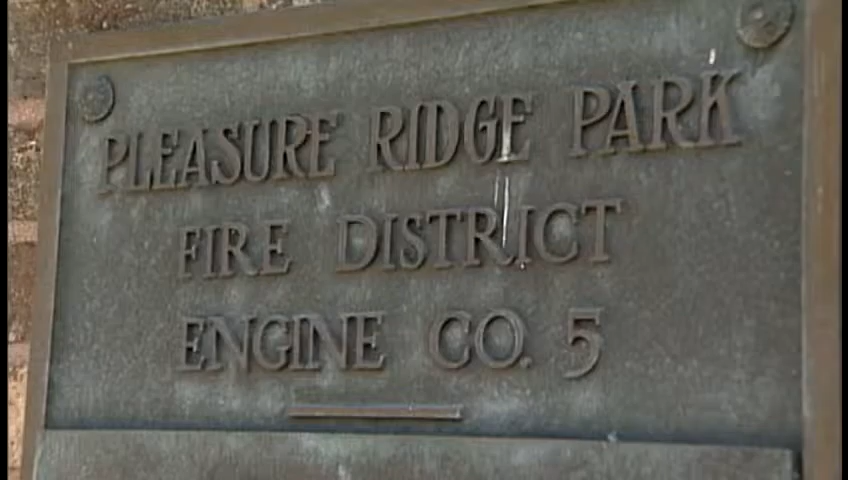 PLEASURE RIDGE PARK
FIRE DISTRICT
ENGINE CO. 5